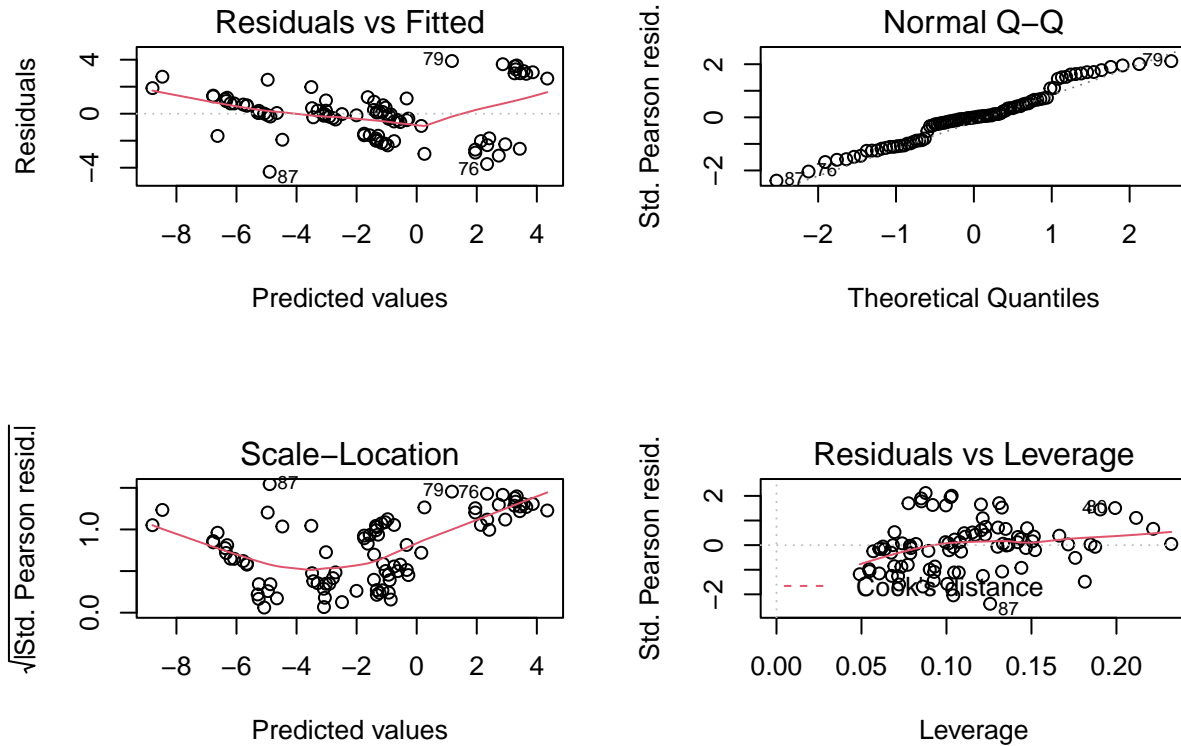 Residuals vs Fitted
Residuals
4
0
−4
79
76
87
−8 −6 −4 −2 0 2 4
Predicted values
Normal Q−Q
Std. Pearson resid.
2
0
−2
79
76
87
−2 −1 0 1 2
Theoretical Quantiles
Scale−Location
√|Std. Pearson resid.|
1.0
0.0
87
79
76
−8 −6 −4 −2 0 2 4
Predicted values
Residuals vs Leverage
Std. Pearson resid.
2
0
−2
87
Cook's distance
0.00 0.05 0.10 0.15 0.20
Leverage